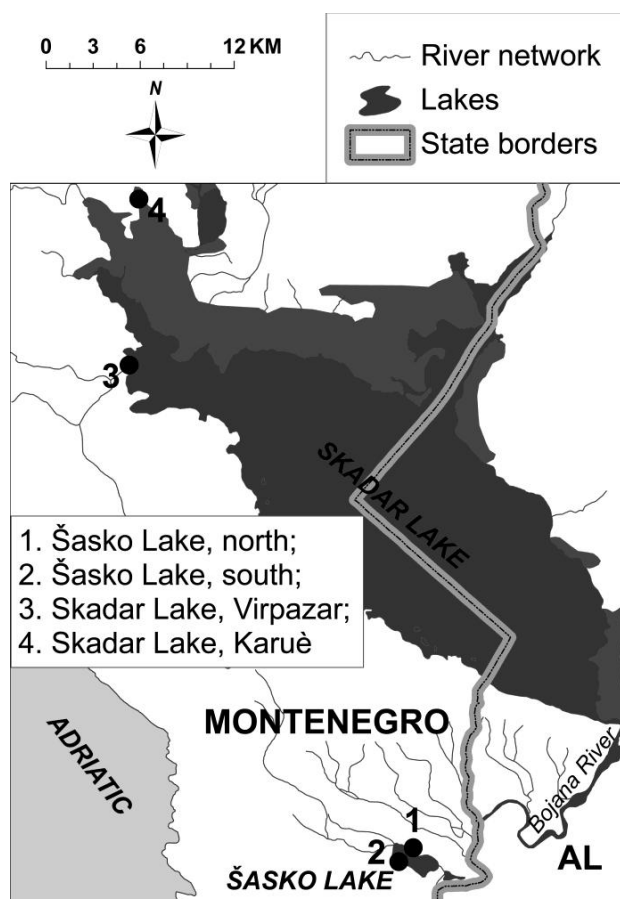 0 3 6 12 KM
N
River network
Lakes
State borders
4
3
SKADAR LAKE
1. Šasko Lake, north;
2. Šasko Lake, south;
3. Skadar Lake, Virpazar;
4. Skadar Lake, Karuè
ADRIATIC
MONTENEGRO
Bojana River
1
2
AL
ŠASKO LAKE